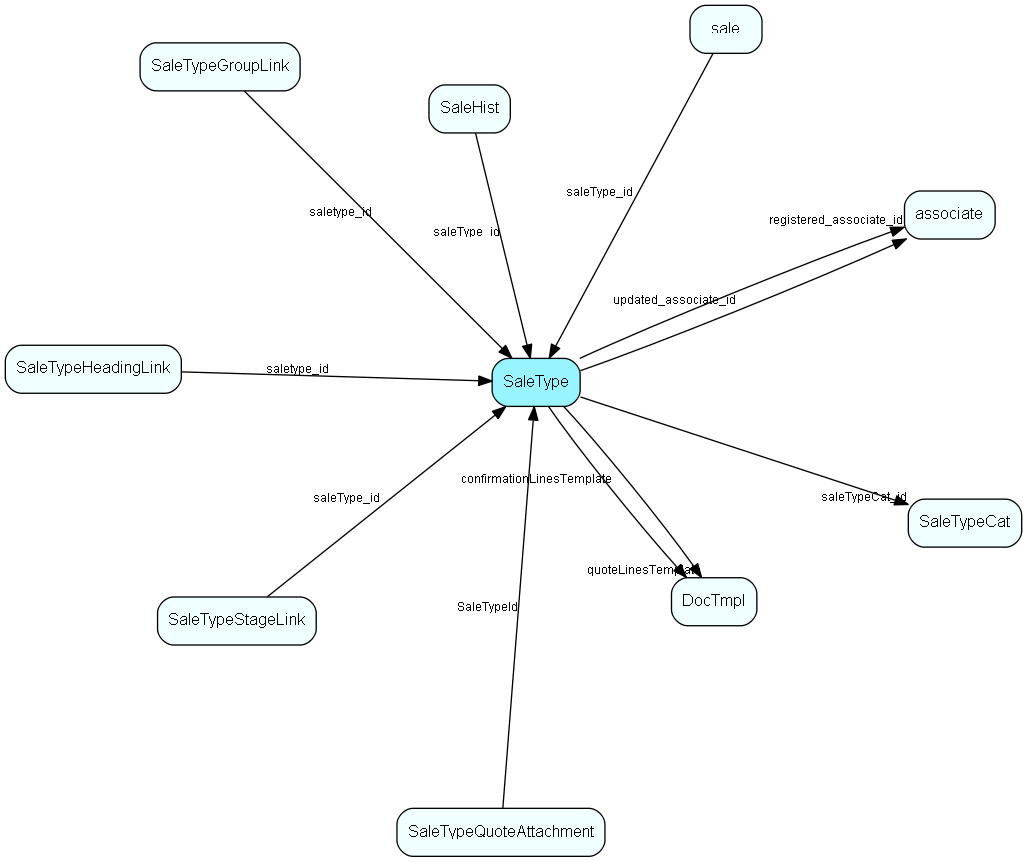 sale
SaleTypeGroupLink
SaleHist
saleType_id
saletype_id
associate
registered_associate_id
saleType_id
updated_associate_id
SaleTypeHeadingLink
saletype_id
SaleType
confirmationLinesTemplate
saleType_id
saleTypeCat_id
SaleTypeCat
quoteLinesTemplate
DocTmpl
SaleTypeId
SaleTypeStageLink
SaleTypeQuoteAttachment